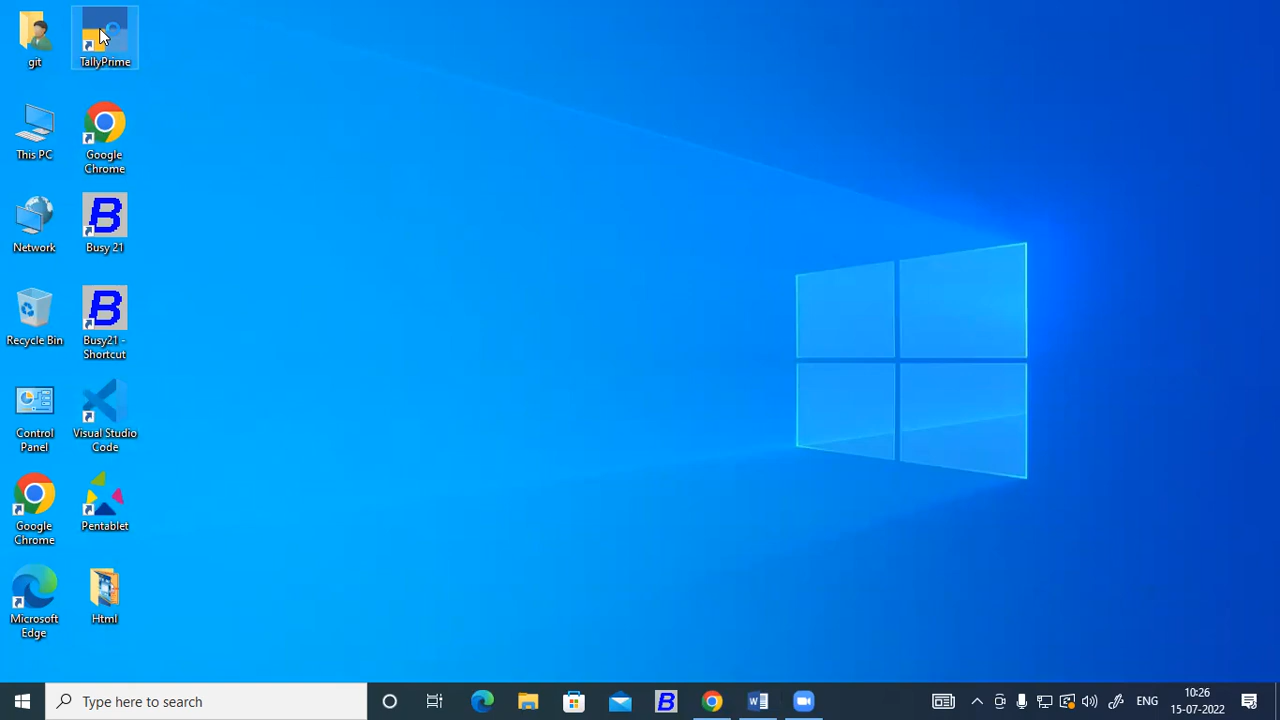 git
TallyPrime
This PC
Google
Chrome
Network
B
Busy 21
Recycle Bin
B
Busy21 -
Shortcut
Control
Panel
Visual Studio
Code
Google
Chrome
Pentablet
Microsoft
Edge
Html
Type here to search
B
W
ENG
10:26
15-07-2022